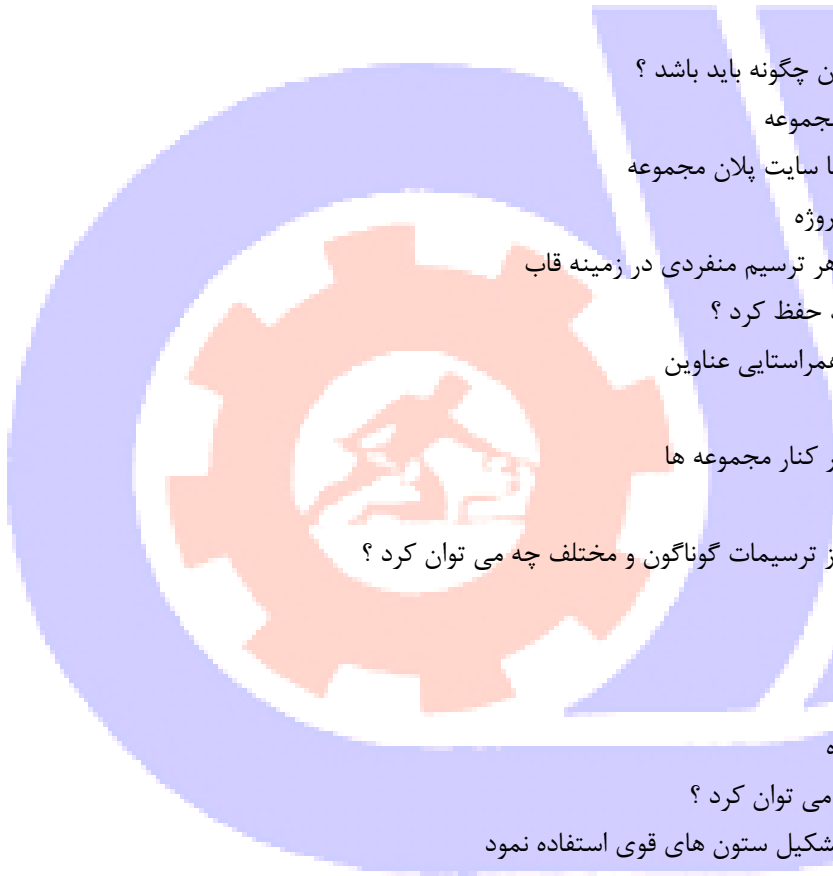 ن چگونه باید باشد ؟
جموعه
ا سایت پلان مجموعه
روژه
هر ترسیم منفردی در زمینه قاب
حفظ کرد ؟
همراستایی عناوین
ر کنار مجموعه ها
ز ترسیمات گوناگون و مختلف چه می توان کرد ؟
ه
می توان کرد ؟
شکیل ستون های قوی استفاده نمود